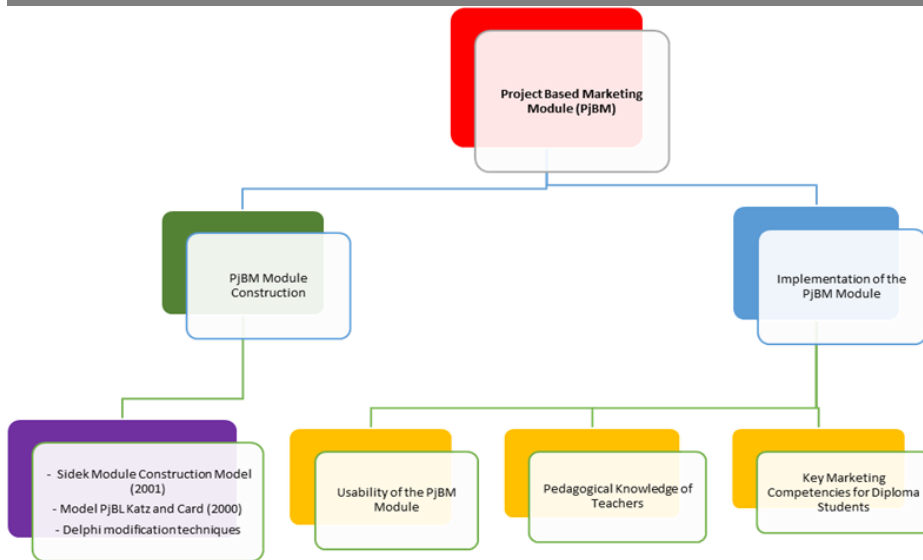 Project Based Marketing
Module (PjBM)
PjBM Module
Construction
Implementation of the
PjBM Module
- Sidek Module Construction Model
(2001)
- Model PjBL Katz and Card (2000)
- Delphi modification techniques
Usability of the PjBM
Module
Pedagogical Knowledge of
Teachers
Key Marketing
Competencies for Diploma
Students